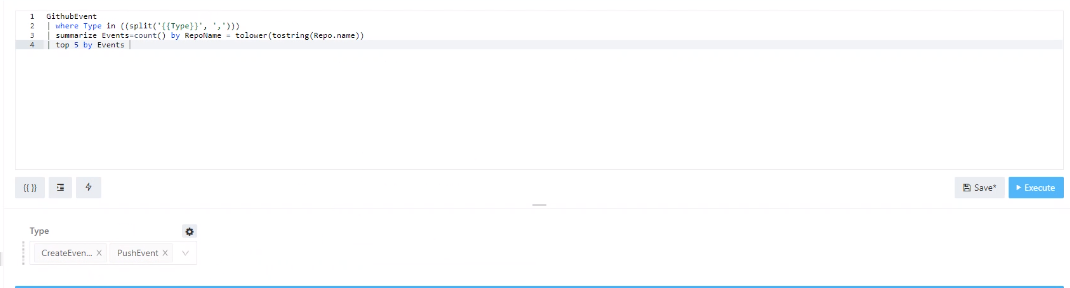 1 GithubEvent
2 | where Type in ((split('{{Type}}', ',')))
3 | summarize Events=count() by RepoName = tolower(tostring(Repo.name))
4 | top 5 by Events
{{ }}
Save*
Execute
Type
CreateEven... X PushEvent X